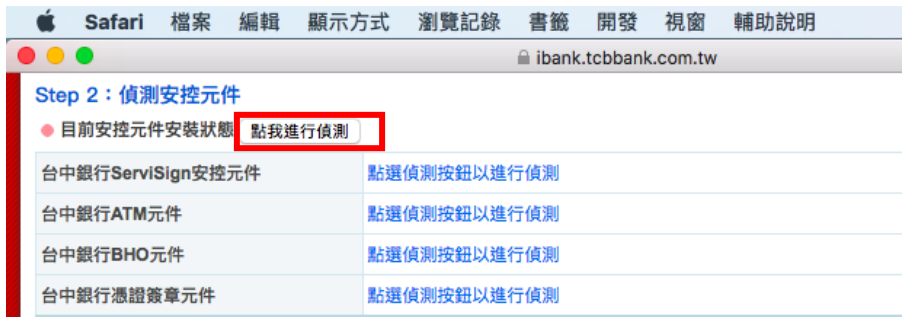 Safari 檔案 編輯 顯示方式 瀏覽記錄 書籤 開發 視窗 輔助說明
ibank.tcbbank.com.tw
Step 2：偵測安控元件
目前安控元件安裝狀態 點我進行偵測
台中銀行ServiSign安控元件 點選偵測按鈕以進行偵測
台中銀行ATM元件 點選偵測按鈕以進行偵測
台中銀行BHO元件 點選偵測按鈕以進行偵測
台中銀行憑證簽章元件 點選偵測按鈕以進行偵測